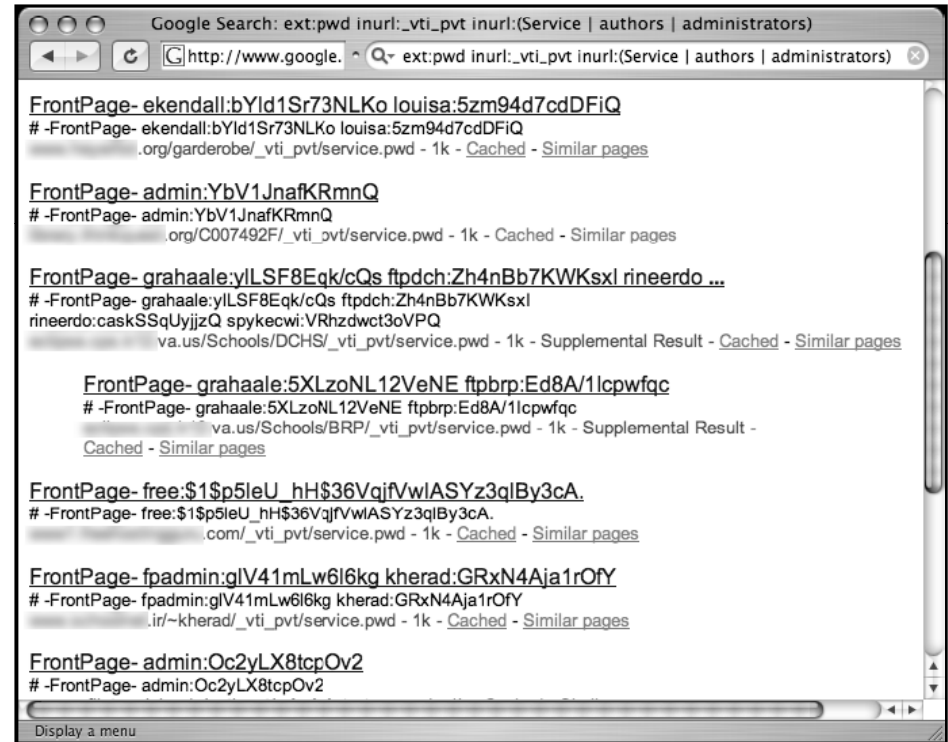 Google Search: ext:pwd inurl:_vti_pvt inurl:(Service | authors | administrators)
http://www.google. ext:pwd inurl:_vti_pvt inurl:(Service | authors | administrators)
FrontPage- ekendall:bYld1Sr73NLKo louisa:5zm94d7cdDFiQ
# -FrontPage- ekendall:bYld1Sr73NLKo louisa:5zm94d7cdDFiQ
.org/garderobe/_vti_pvt/service.pwd - 1k - Cached - Similar pages
FrontPage- admin:YbV1JnafKRmnQ
# -FrontPage- admin:YbV1JnafKRmnQ
.org/C007492F/_vti_pvt/service.pwd - 1k - Cached - Similar pages
FrontPage- grahaale:yILSF8Eqk/cQs ftpdch:Zh4nBb7KWKsxI rineerdo ...
# -FrontPage- grahaale:yILSF8Eqk/cQs ftpdch:Zh4nBb7KWKsxI
rineerdo:caskSSqUyjjzQ spykecwi:VRhzdwct3oVPQ
va.us/Schools/DCHS/_vti_pvt/service.pwd - 1k - Supplemental Result - Cached - Similar pages
FrontPage- grahaale:5XLzoNL12VeNE ftpbrp:Ed8A/1lcpwfqc
# -FrontPage- grahaale:5XLzoNL12VeNE ftpbrp:Ed8A/1lcpwfqc
va.us/Schools/BRP/_vti_pvt/service.pwd - 1k - Supplemental Result -
Cached - Similar pages
FrontPage- free:$1$p5leU_hH$36VqjfVwlASYz3qlBy3cA.
# -FrontPage- free:$1$p5leU_hH$36VqjfVwlASYz3qlBy3cA.
.com/_vti_pvt/service.pwd - 1k - Cached - Similar pages
FrontPage- fpadmin:glV41mLw6l6kg kherad:GRxN4Aja1rOfY
# -FrontPage- fpadmin:glV41mLw6l6kg kherad:GRxN4Aja1rOfY
.ir/~kherad/_vti_pvt/service.pwd - 1k - Cached - Similar pages
FrontPage- admin:Oc2yLX8tcpOv2
# -FrontPage- admin:Oc2yLX8tcpOv2
Display a menu